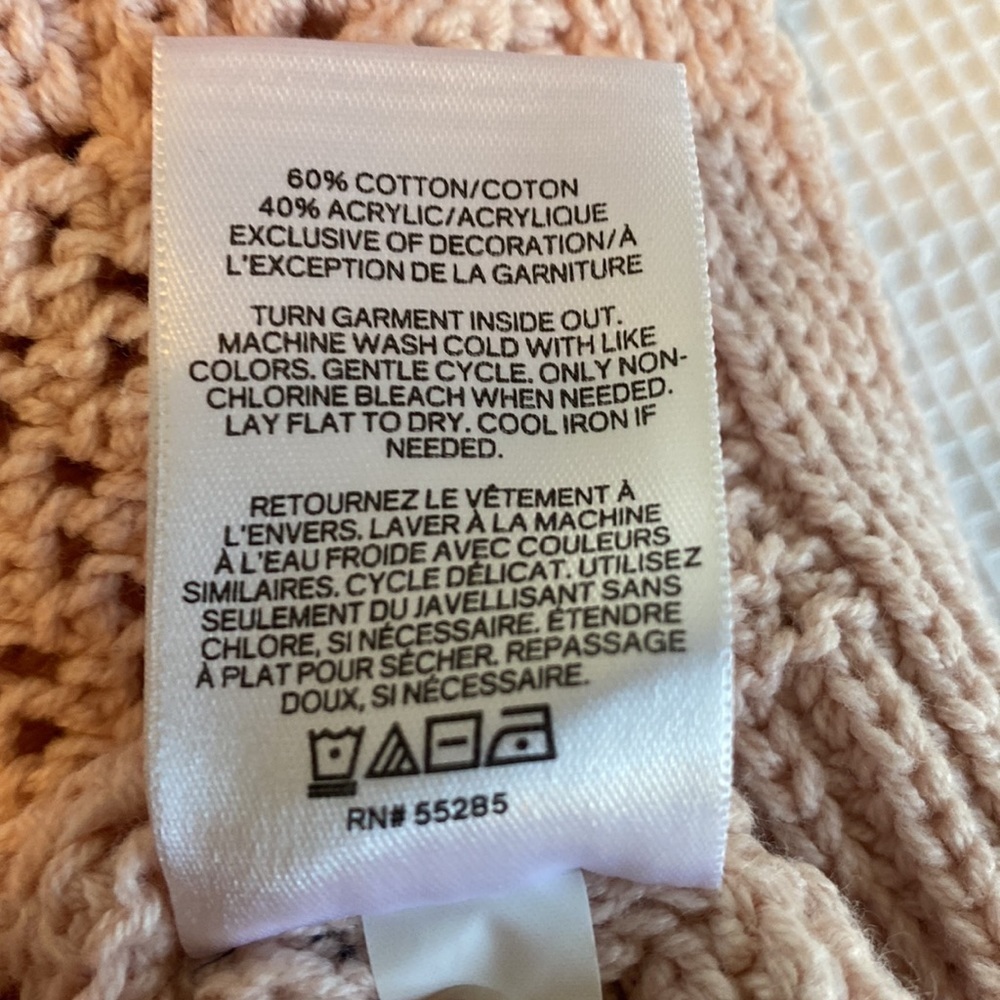 60% COTTON/COTON
40% ACRYLIC/ACRYLIQUE
EXCLUSIVE OF DECORATION/À
L'EXCEPTION DE LA GARNITURE
TURN GARMENT INSIDE OUT.
MACHINE WASH COLD WITH LIKE
COLORS. GENTLE CYCLE. ONLY NON-
CHLORINE BLEACH WHEN NEEDED.
LAY FLAT TO DRY. COOL IRON IF
NEEDED.
RETOURNEZ LE VÊTEMENT À
L'ENVERS. LAVER À LA MACHINE
À L'EAU FROIDE AVEC COULEURS
SIMILAIRES. CYCLE DÉLICAT. UTILISEZ
SEULEMENT DU JAVELLISANT SANS
CHLORE, SI NÉCESSAIRE. ÉTENDRE
À PLAT POUR SÉCHER. REPASSAGE
DOUX, SI NÉCESSAIRE.
RN# 55285